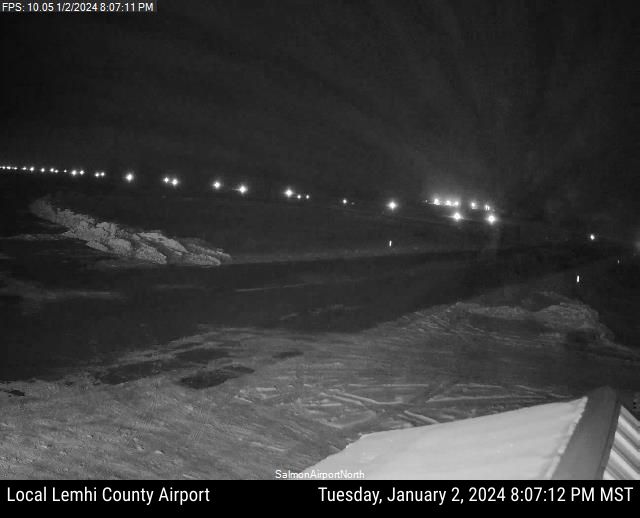 FPS: 10.05 1/2/2024 8:07:11 PM
SalmonAirportNorth
Local Lemhi County Airport
Tuesday, January 2, 2024 8:07:12 PM MST